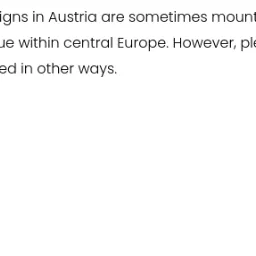 igns in Austria are sometimes mount
ue within central Europe. However, ple
ed in other ways.